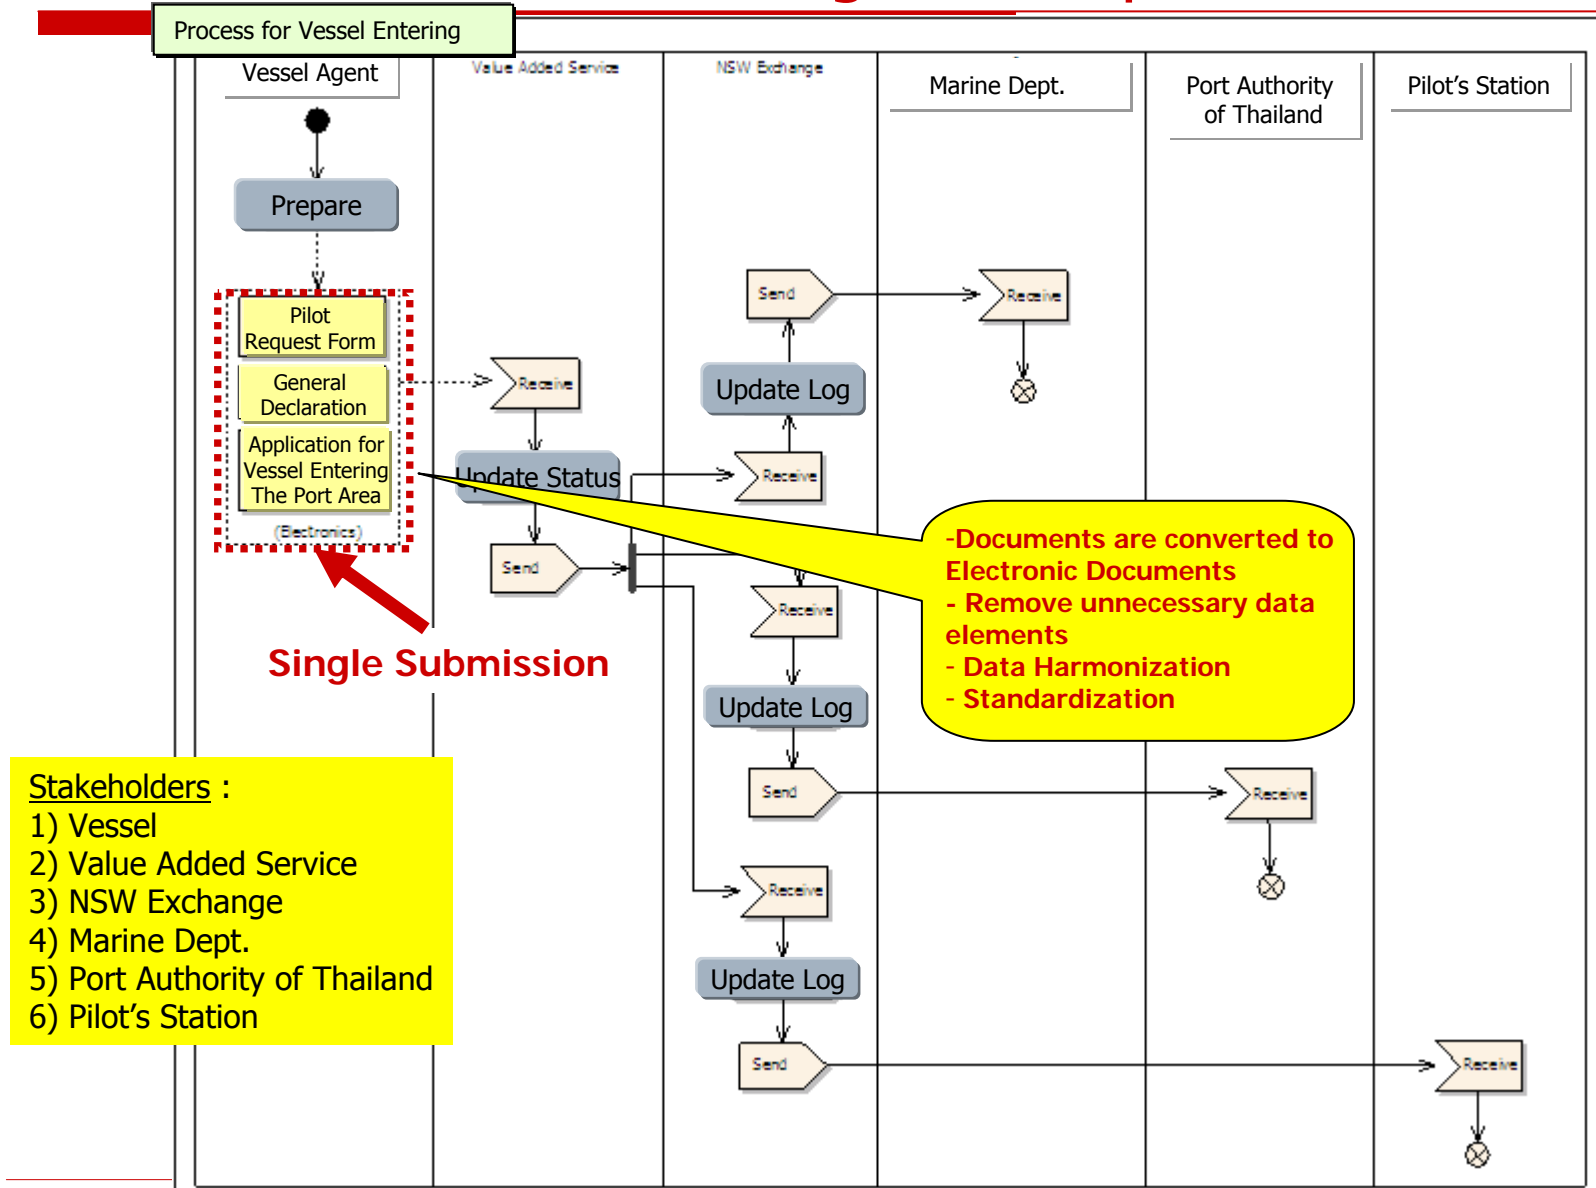 Process for Vessel Entering
Vessel Agent
Value Added Service
NSW Exchange
Marine Dept.
Port Authority
of Thailand
Pilot's Station
Prepare
Pilot
Request Form
General
Declaration
Application for
Vessel Entering
The Port Area
(Electronics)
Single Submission
Receive
Update Status
Send
Send
Update Log
Receive
Receive
Update Log
Send
Receive
Update Log
Send
Receive
Receive
Receive
-Documents are converted to
Electronic Documents
- Remove unnecessary data
elements
- Data Harmonization
- Standardization
Stakeholders :
1) Vessel
2) Value Added Service
3) NSW Exchange
4) Marine Dept.
5) Port Authority of Thailand
6) Pilot's Station